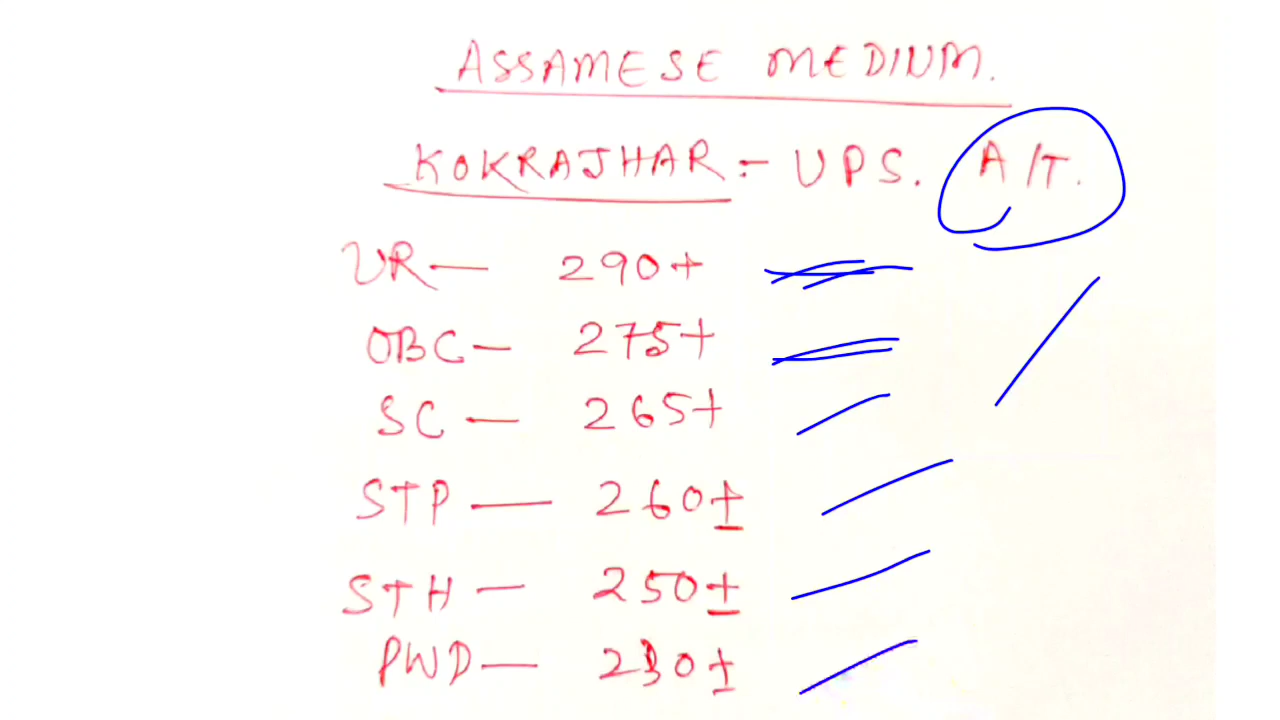 ASSAMESE MEDIUM.
KOKRAJHAR :- UPS. A/T.
UR — 290+
OBC — 275+
SC — 265+
STP — 260±
STH — 250±
PWD — 230±